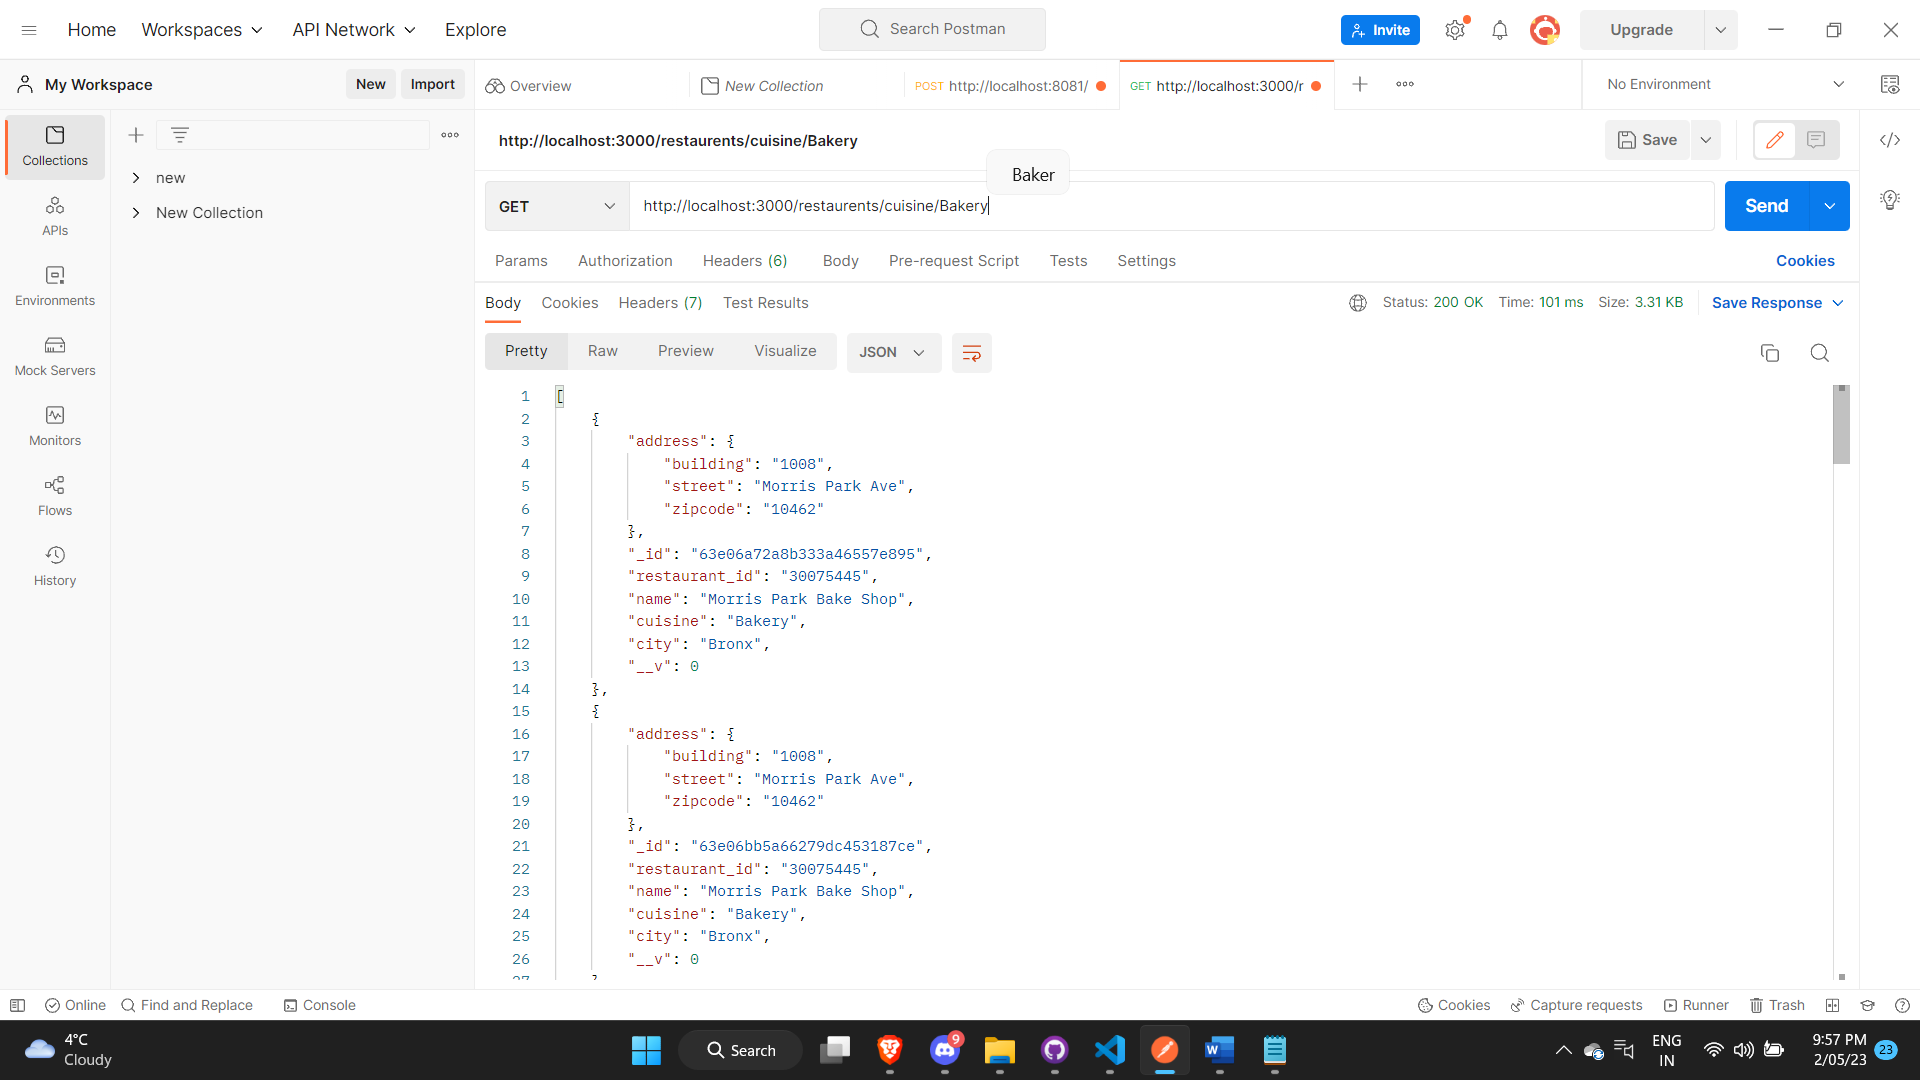 Home Workspaces API Network Explore Search Postman Invite Upgrade
My Workspace New Import Overview New Collection POST http://localhost:8081/ GET http://localhost:3000/r No Environment
Collections
new
New Collection
APIs
Environments
Mock Servers
Monitors
Flows
History
http://localhost:3000/restaurents/cuisine/Bakery Save
Baker
GET http://localhost:3000/restaurents/cuisine/Bakery Send
Params Authorization Headers (6) Body Pre-request Script Tests Settings Cookies
Body Cookies Headers (7) Test Results Status: 200 OK Time: 101 ms Size: 3.31 KB Save Response
Pretty Raw Preview Visualize JSON
1 [
2 {
3 "address": {
4 "building": "1008",
5 "street": "Morris Park Ave",
6 "zipcode": "10462"
7 },
8 "_id": "63e06a72a8b333a46557e895",
9 "restaurant_id": "30075445",
10 "name": "Morris Park Bake Shop",
11 "cuisine": "Bakery",
12 "city": "Bronx",
13 "__v": 0
14 },
15 {
16 "address": {
17 "building": "1008",
18 "street": "Morris Park Ave",
19 "zipcode": "10462"
20 },
21 "_id": "63e06bb5a66279dc453187ce",
22 "restaurant_id": "30075445",
23 "name": "Morris Park Bake Shop",
24 "cuisine": "Bakery",
25 "city": "Bronx",
26 "__v": 0
Online Find and Replace Console Cookies Capture requests Runner Trash
4°C
Cloudy
Search
9
ENG
IN
9:57 PM
2/05/23
23